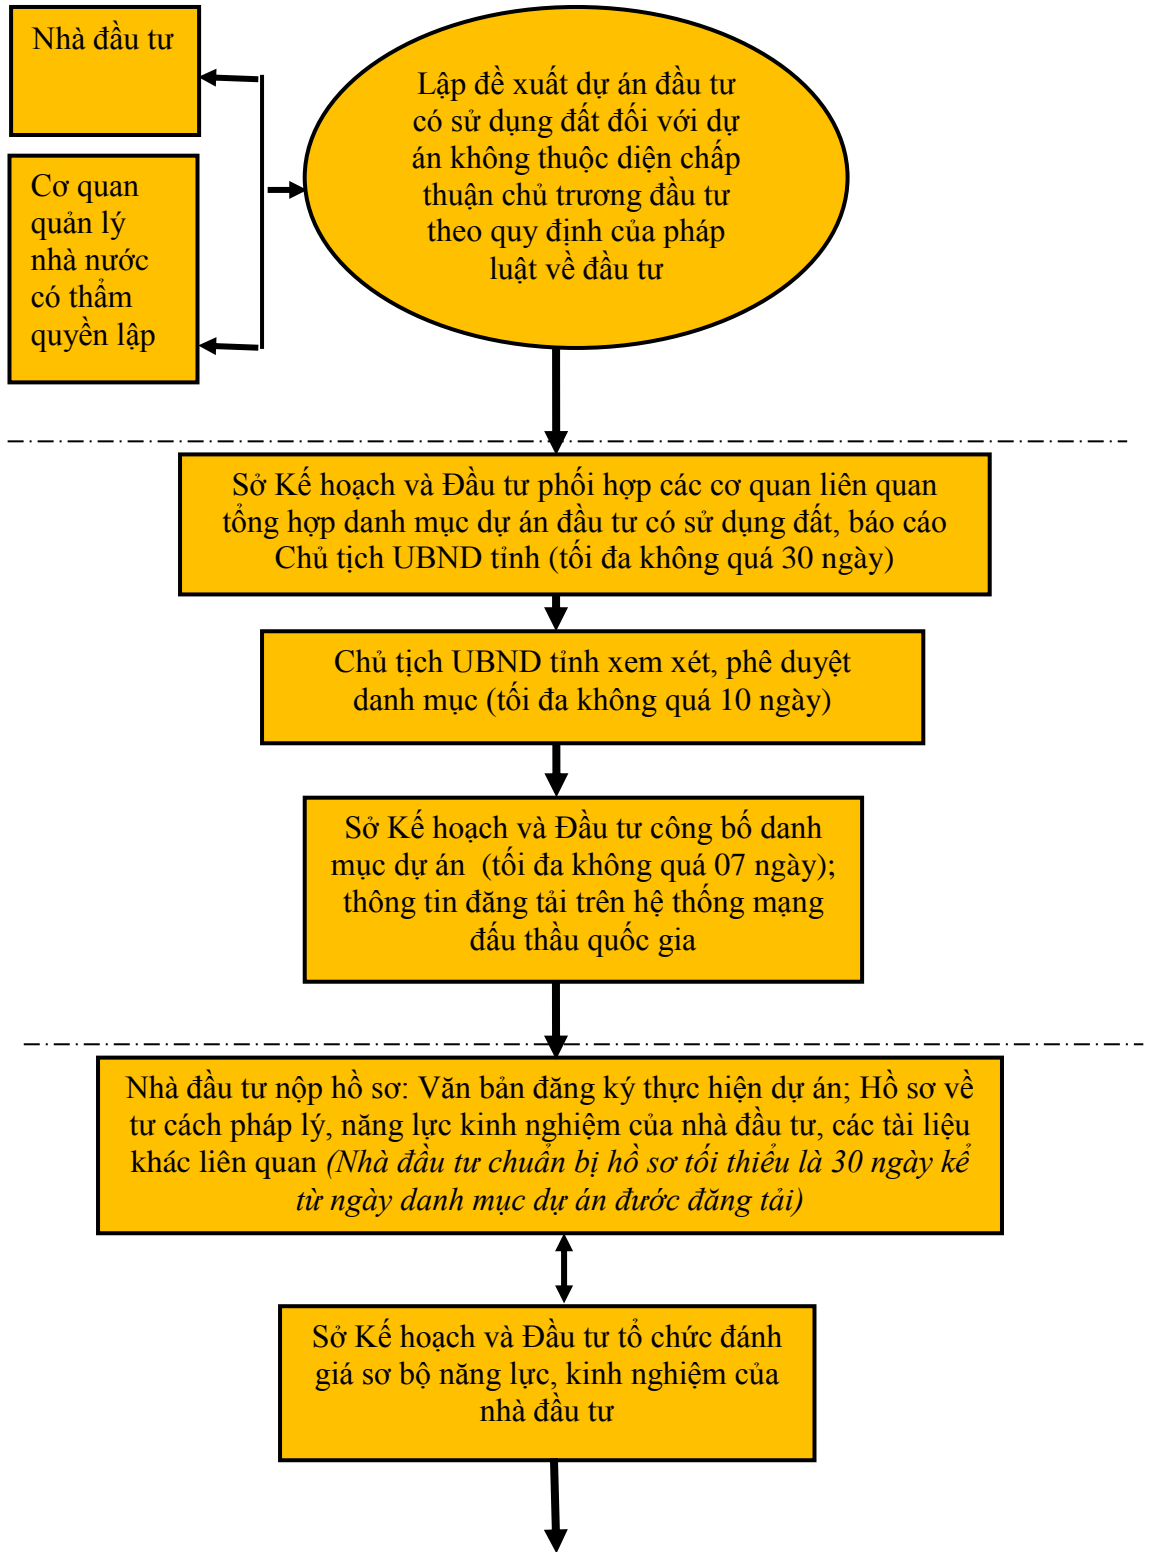 Nhà đầu tư
Cơ quan
quản lý
nhà nước
có thẩm
quyền lập
Lập đề xuất dự án đầu tư
có sử dụng đất đối với dự
án không thuộc diện chấp
thuận chủ trương đầu tư
theo quy định của pháp
luật về đầu tư
Sở Kế hoạch và Đầu tư phối hợp các cơ quan liên quan
tổng hợp danh mục dự án đầu tư có sử dụng đất, báo cáo
Chủ tịch UBND tỉnh (tối đa không quá 30 ngày)
Chủ tịch UBND tỉnh xem xét, phê duyệt
danh mục (tối đa không quá 10 ngày)
Sở Kế hoạch và Đầu tư công bố danh
mục dự án (tối đa không quá 07 ngày);
thông tin đăng tải trên hệ thống mạng
đấu thầu quốc gia
Nhà đầu tư nộp hồ sơ: Văn bản đăng ký thực hiện dự án; Hồ sơ về
tư cách pháp lý, năng lực kinh nghiệm của nhà đầu tư, các tài liệu
khác liên quan (Nhà đầu tư chuẩn bị hồ sơ tối thiểu là 30 ngày kể
từ ngày danh mục dự án đước đăng tải)
Sở Kế hoạch và Đầu tư tổ chức đánh
giá sơ bộ năng lực, kinh nghiệm của
nhà đầu tư